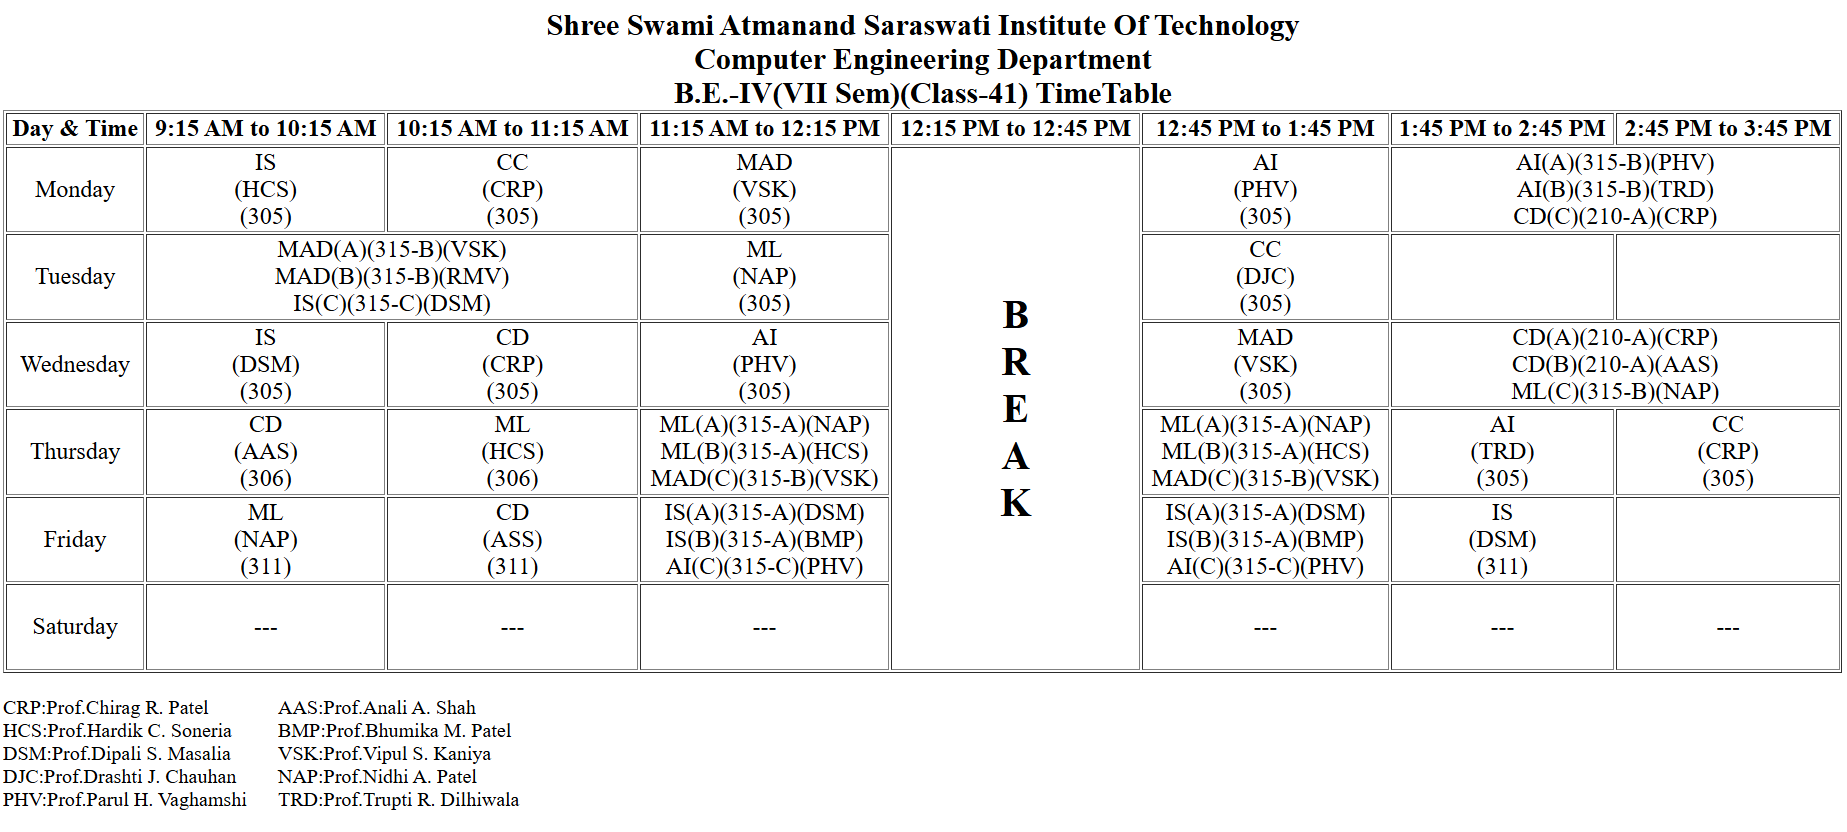 Shree Swami Atmanand Saraswati Institute Of Technology
Computer Engineering Department
B.E.-IV(VII Sem)(Class-41) TimeTable
Day & Time 9:15 AM to 10:15 AM 10:15 AM to 11:15 AM 11:15 AM to 12:15 PM 12:15 PM to 12:45 PM 12:45 PM to 1:45 PM 1:45 PM to 2:45 PM 2:45 PM to 3:45 PM
Monday
IS
(HCS)
(305)
CC
(CRP)
(305)
MAD
(VSK)
(305)
B
R
E
A
K
AI
(PHV)
(305)
AI(A)(315-B)(PHV)
AI(B)(315-B)(TRD)
CD(C)(210-A)(CRP)
Tuesday
MAD(A)(315-B)(VSK)
MAD(B)(315-B)(RMV)
IS(C)(315-C)(DSM)
ML
(NAP)
(305)
CC
(DJC)
(305)
Wednesday
IS
(DSM)
(305)
CD
(CRP)
(305)
AI
(PHV)
(305)
MAD
(VSK)
(305)
CD(A)(210-A)(CRP)
CD(B)(210-A)(AAS)
ML(C)(315-B)(NAP)
Thursday
CD
(AAS)
(306)
ML
(HCS)
(306)
ML(A)(315-A)(NAP)
ML(B)(315-A)(HCS)
MAD(C)(315-B)(VSK)
ML(A)(315-A)(NAP)
ML(B)(315-A)(HCS)
MAD(C)(315-B)(VSK)
AI
(TRD)
(305)
CC
(CRP)
(305)
Friday
ML
(NAP)
(311)
CD
(ASS)
(311)
IS(A)(315-A)(DSM)
IS(B)(315-A)(BMP)
AI(C)(315-C)(PHV)
IS(A)(315-A)(DSM)
IS(B)(315-A)(BMP)
AI(C)(315-C)(PHV)
IS
(DSM)
(311)
Saturday --- --- --- --- --- ---
CRP:Prof.Chirag R. Patel AAS:Prof.Anali A. Shah
HCS:Prof.Hardik C. Soneria BMP:Prof.Bhumika M. Patel
DSM:Prof.Dipali S. Masalia VSK:Prof.Vipul S. Kaniya
DJC:Prof.Drashti J. Chauhan NAP:Prof.Nidhi A. Patel
PHV:Prof.Parul H. Vaghamshi TRD:Prof.Trupti R. Dilhiwala